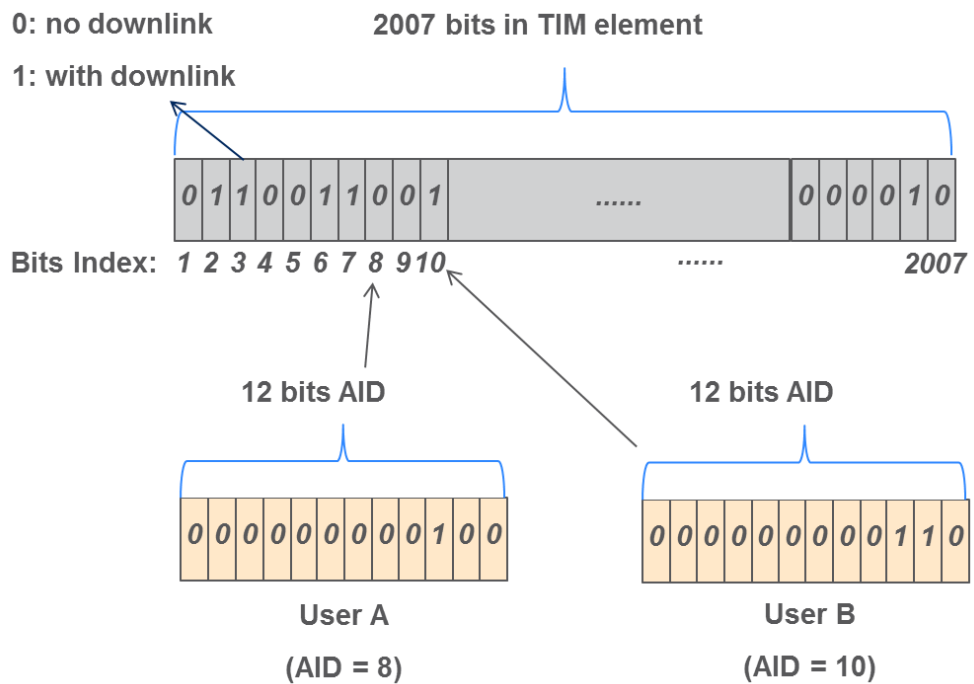 0: no downlink
2007 bits in TIM element
1: with downlink
0 1 1 0 0 1 1 0 0 1 ...... 0 0 0 0 1 0
Bits Index: 1 2 3 4 5 6 7 8 9 10 ...... 2007
12 bits AID
12 bits AID
0 0 0 0 0 0 0 0 0 1 0 0
0 0 0 0 0 0 0 0 0 1 1 0
User A
User B
(AID = 8)
(AID = 10)